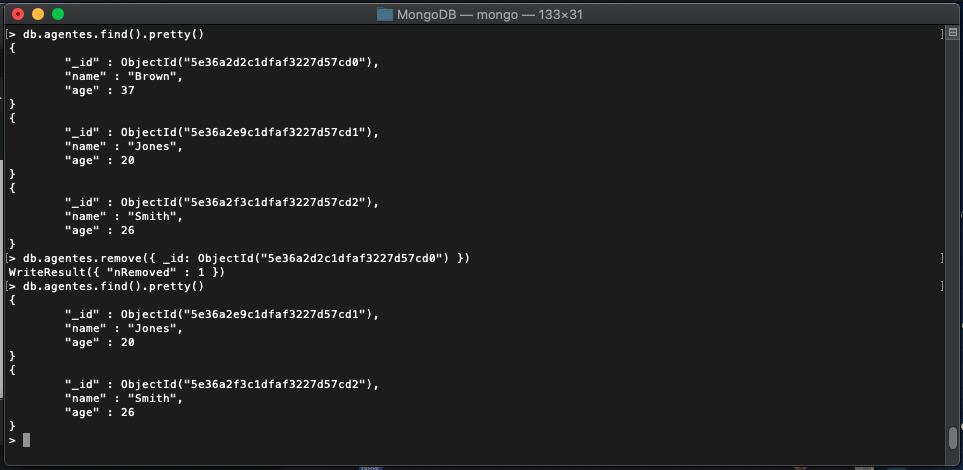 MongoDB — mongo — 133×31
[> db.agentes.find().pretty() ]
{
        "_id" : ObjectId("5e36a2d2c1dfaf3227d57cd0"),
        "name" : "Brown",
        "age" : 37
}
{
        "_id" : ObjectId("5e36a2e9c1dfaf3227d57cd1"),
        "name" : "Jones",
        "age" : 20
}
{
        "_id" : ObjectId("5e36a2f3c1dfaf3227d57cd2"),
        "name" : "Smith",
        "age" : 26
}
[> db.agentes.remove({ _id: ObjectId("5e36a2d2c1dfaf3227d57cd0") }) ]
WriteResult({ "nRemoved" : 1 })
[> db.agentes.find().pretty() ]
{
        "_id" : ObjectId("5e36a2e9c1dfaf3227d57cd1"),
        "name" : "Jones",
        "age" : 20
}
{
        "_id" : ObjectId("5e36a2f3c1dfaf3227d57cd2"),
        "name" : "Smith",
        "age" : 26
}
>